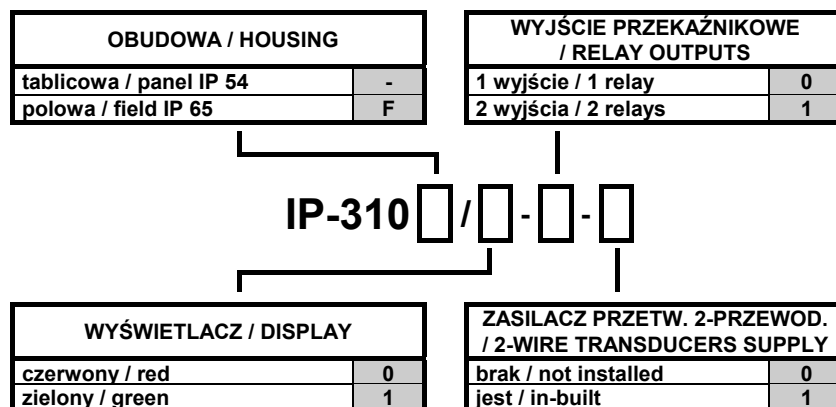 OBUDOWA / HOUSING
tablicowa / panel IP 54 -
polowa / field IP 65 F
WYJŚCIE PRZEKAŹNIKOWE
/ RELAY OUTPUTS
1 wyjście / 1 relay 0
2 wyjścia / 2 relays 1
IP-310 / - -
WYŚWIETLACZ / DISPLAY
czerwony / red 0
zielony / green 1
ZASILACZ PRZETW. 2-PRZEWOD.
/ 2-WIRE TRANSDUCERS SUPPLY
brak / not installed 0
jest / in-built 1